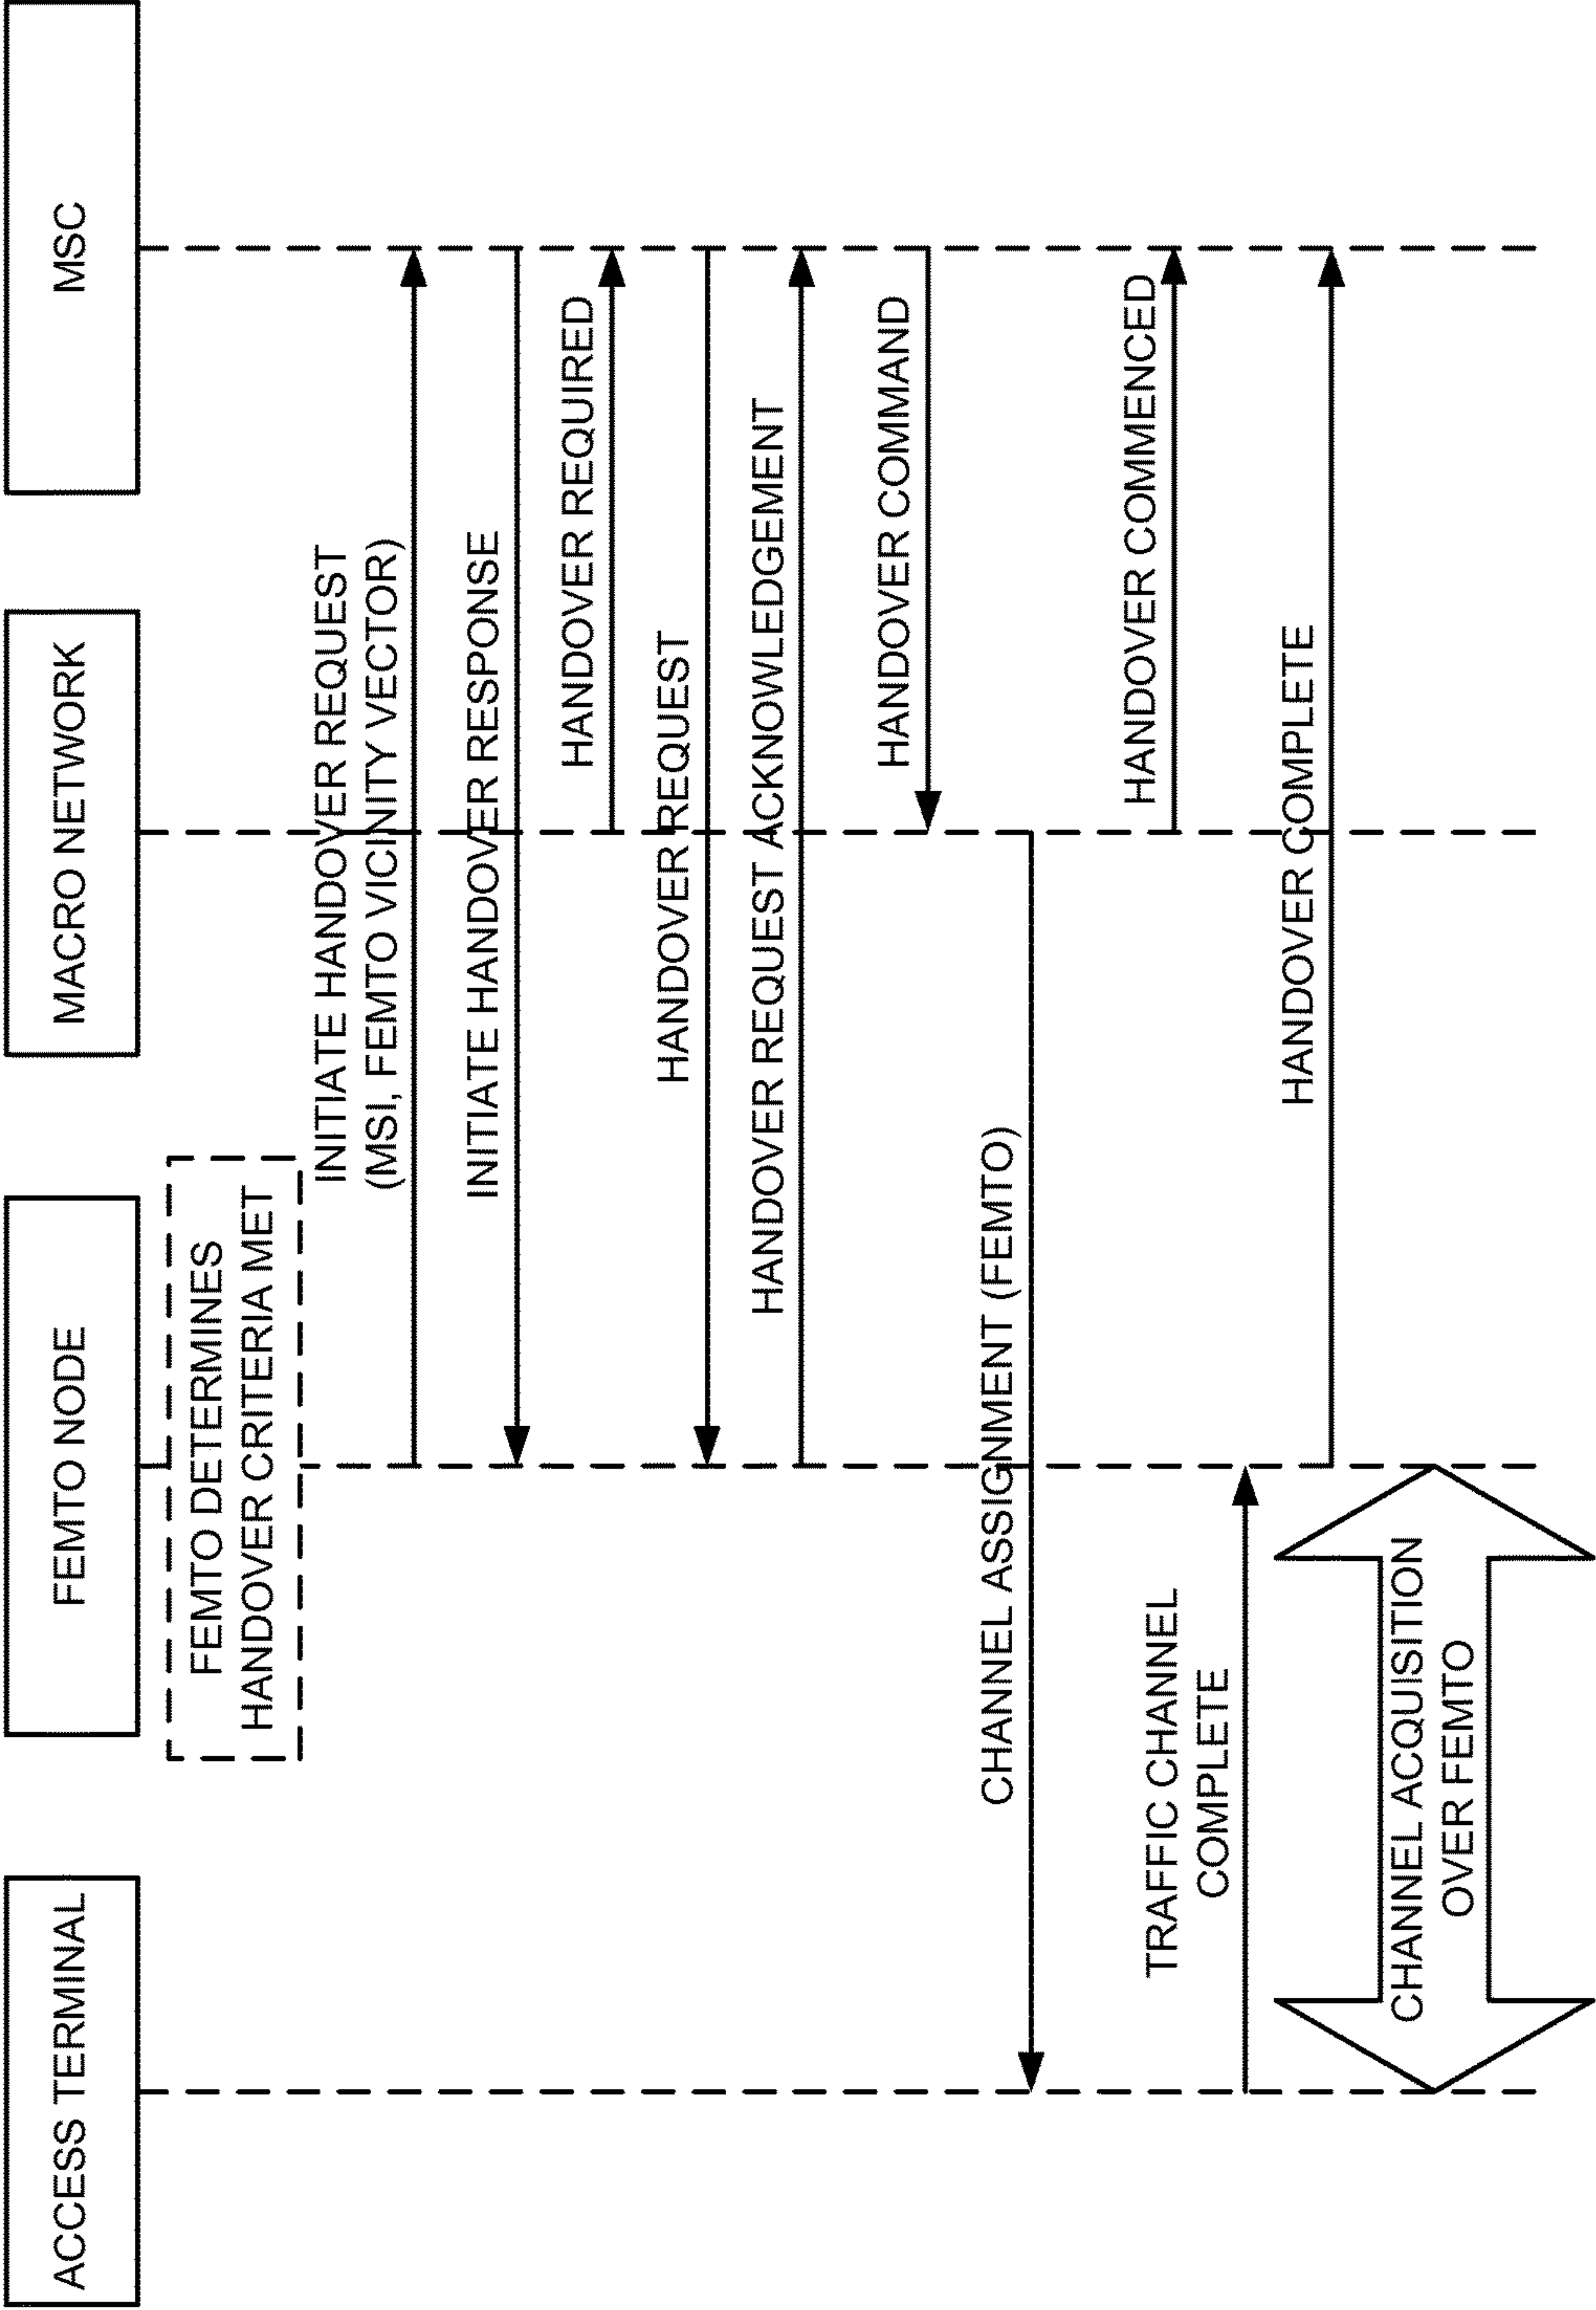 ACCESS TERMINAL
FEMTO NODE
MACRO NETWORK
MSC
FEMTO DETERMINES
HANDOVER CRITERIA MET
INITIATE HANDOVER REQUEST
(MSI, FEMTO VICINITY VECTOR)
INITIATE HANDOVER RESPONSE
HANDOVER REQUIRED
HANDOVER REQUEST
HANDOVER REQUEST ACKNOWLEDGEMENT
HANDOVER COMMAND
CHANNEL ASSIGNMENT (FEMTO)
HANDOVER COMMENCED
TRAFFIC CHANNEL
COMPLETE
HANDOVER COMPLETE
CHANNEL ACQUISITION
OVER FEMTO